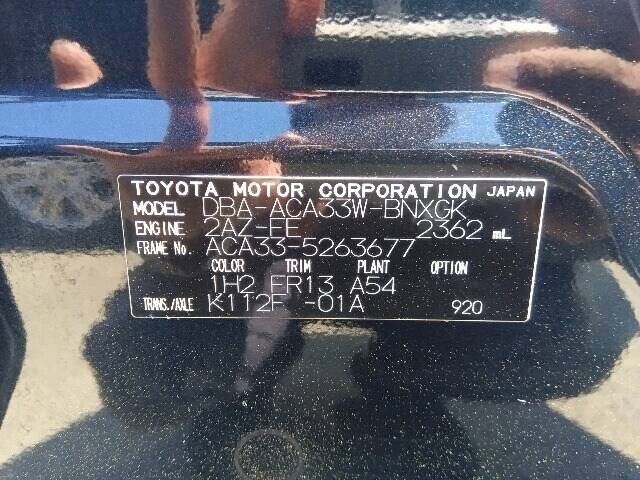 TOYOTA MOTOR CORPORATION JAPAN
MODEL DBA-ACA33W-BNXGK
ENGINE 2AZ-FE 2362 mL
FRAME No. ACA33-5263677
COLOR TRIM PLANT OPTION
1H2 FR13 A54
TRANS./AXLE K112F -01A 920